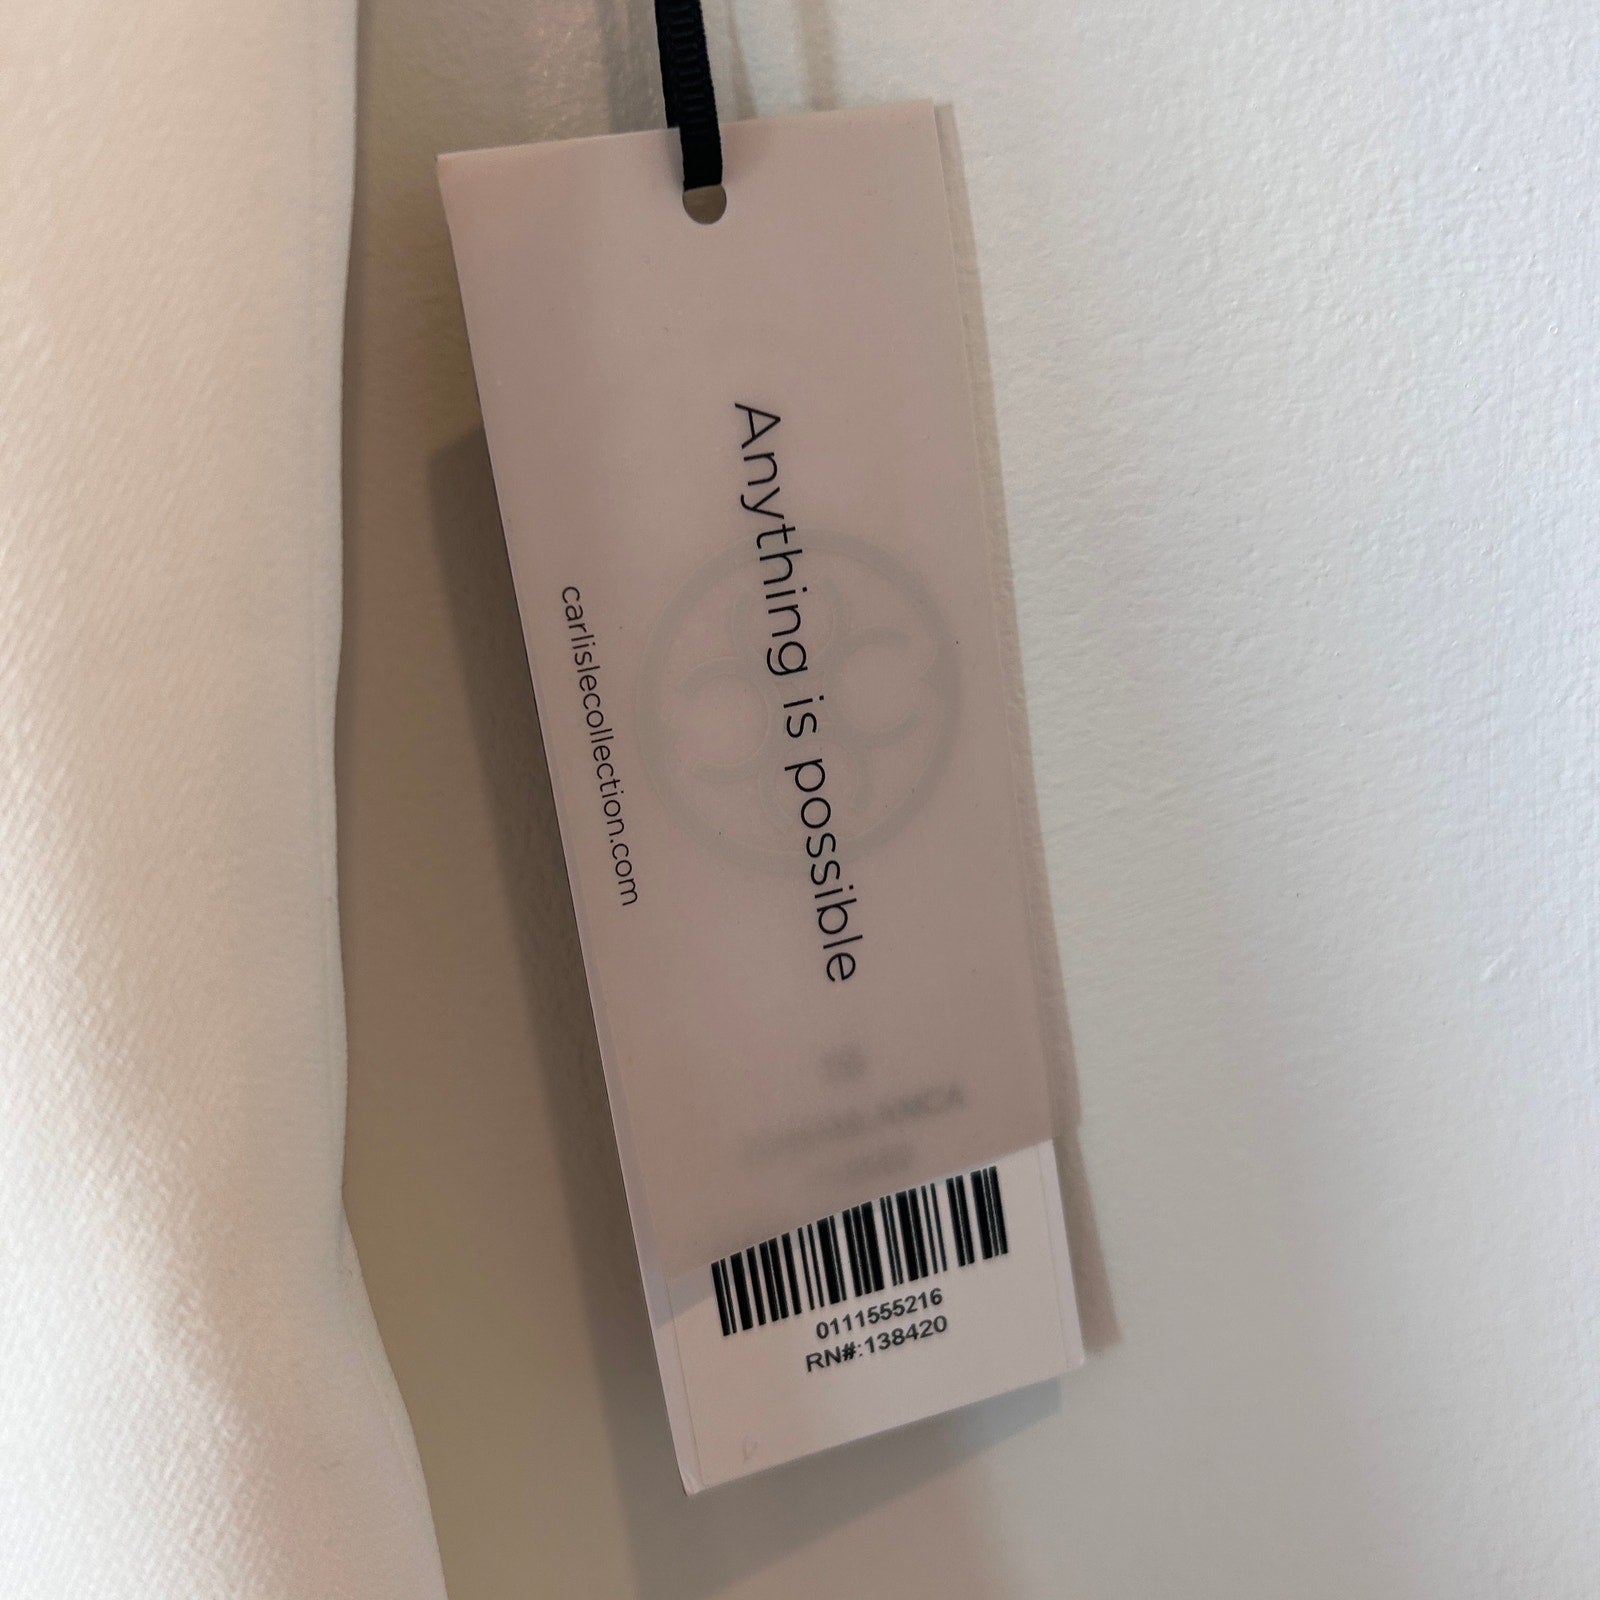 Anything is possible
carlislecollection.com
0111555216
RN#:138420